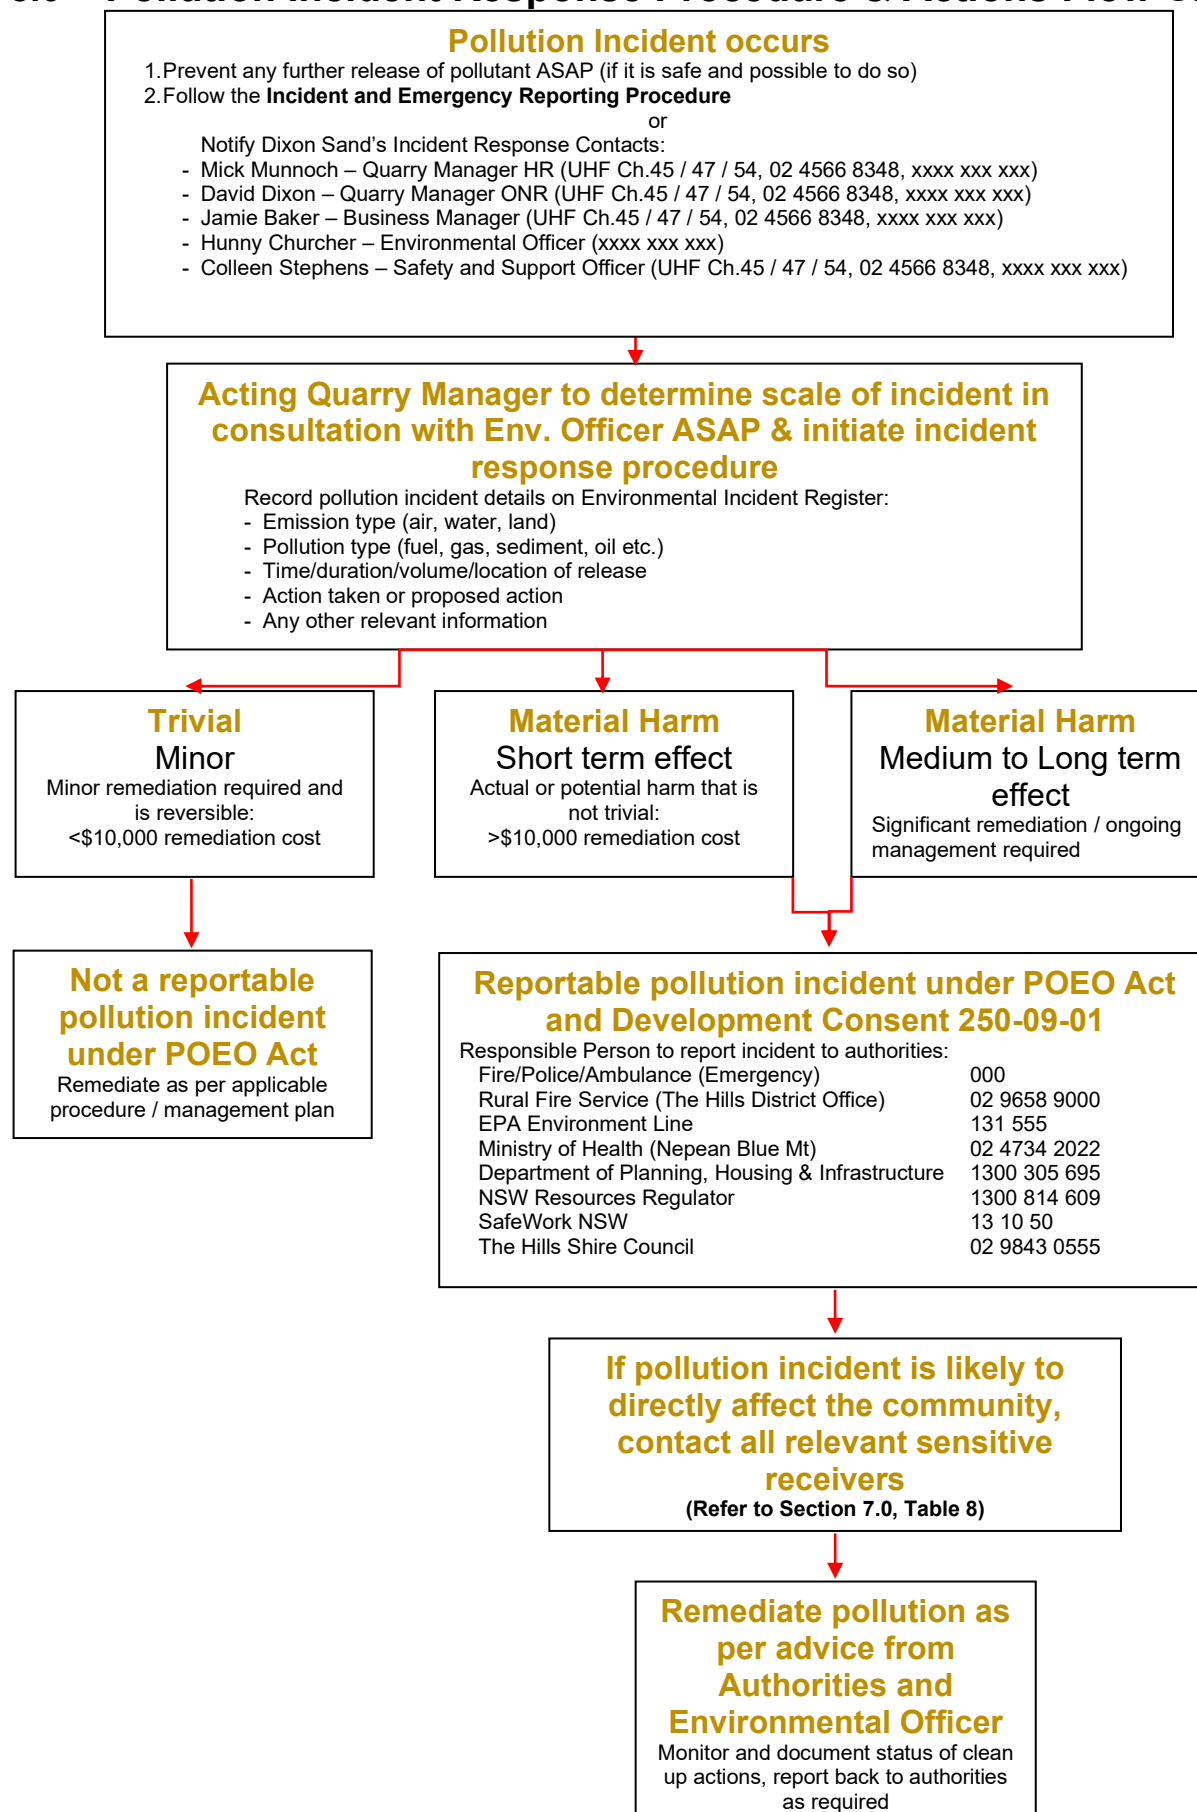 Pollution Incident Response Procedure & Actions Flow
Pollution Incident occurs
1.Prevent any further release of pollutant ASAP (if it is safe and possible to do so)
2.Follow the Incident and Emergency Reporting Procedure
or
Notify Dixon Sand's Incident Response Contacts:
- Mick Munnoch – Quarry Manager HR (UHF Ch.45 / 47 / 54, 02 4566 8348, xxxx xxx xxx)
- David Dixon – Quarry Manager ONR (UHF Ch.45 / 47 / 54, 02 4566 8348, xxxx xxx xxx)
- Jamie Baker – Business Manager (UHF Ch.45 / 47 / 54, 02 4566 8348, xxxx xxx xxx)
- Hunny Churcher – Environmental Officer (xxxx xxx xxx)
- Colleen Stephens – Safety and Support Officer (UHF Ch.45 / 47 / 54, 02 4566 8348, xxxx xxx xxx)
Acting Quarry Manager to determine scale of incident in
consultation with Env. Officer ASAP & initiate incident
response procedure
Record pollution incident details on Environmental Incident Register:
- Emission type (air, water, land)
- Pollution type (fuel, gas, sediment, oil etc.)
- Time/duration/volume/location of release
- Action taken or proposed action
- Any other relevant information
Trivial
Minor
Minor remediation required and
is reversible:
<$10,000 remediation cost
Material Harm
Short term effect
Actual or potential harm that is
not trivial:
>$10,000 remediation cost
Material Harm
Medium to Long term
effect
Significant remediation / ongoing
management required
Not a reportable
pollution incident
under POEO Act
Remediate as per applicable
procedure / management plan
Reportable pollution incident under POEO Act
and Development Consent 250-09-01
Responsible Person to report incident to authorities:
Fire/Police/Ambulance (Emergency) 000
Rural Fire Service (The Hills District Office) 02 9658 9000
EPA Environment Line 131 555
Ministry of Health (Nepean Blue Mt) 02 4734 2022
Department of Planning, Housing & Infrastructure 1300 305 695
NSW Resources Regulator 1300 814 609
SafeWork NSW 13 10 50
The Hills Shire Council 02 9843 0555
If pollution incident is likely to
directly affect the community,
contact all relevant sensitive
receivers
(Refer to Section 7.0, Table 8)
Remediate pollution as
per advice from
Authorities and
Environmental Officer
Monitor and document status of clean
up actions, report back to authorities
as required